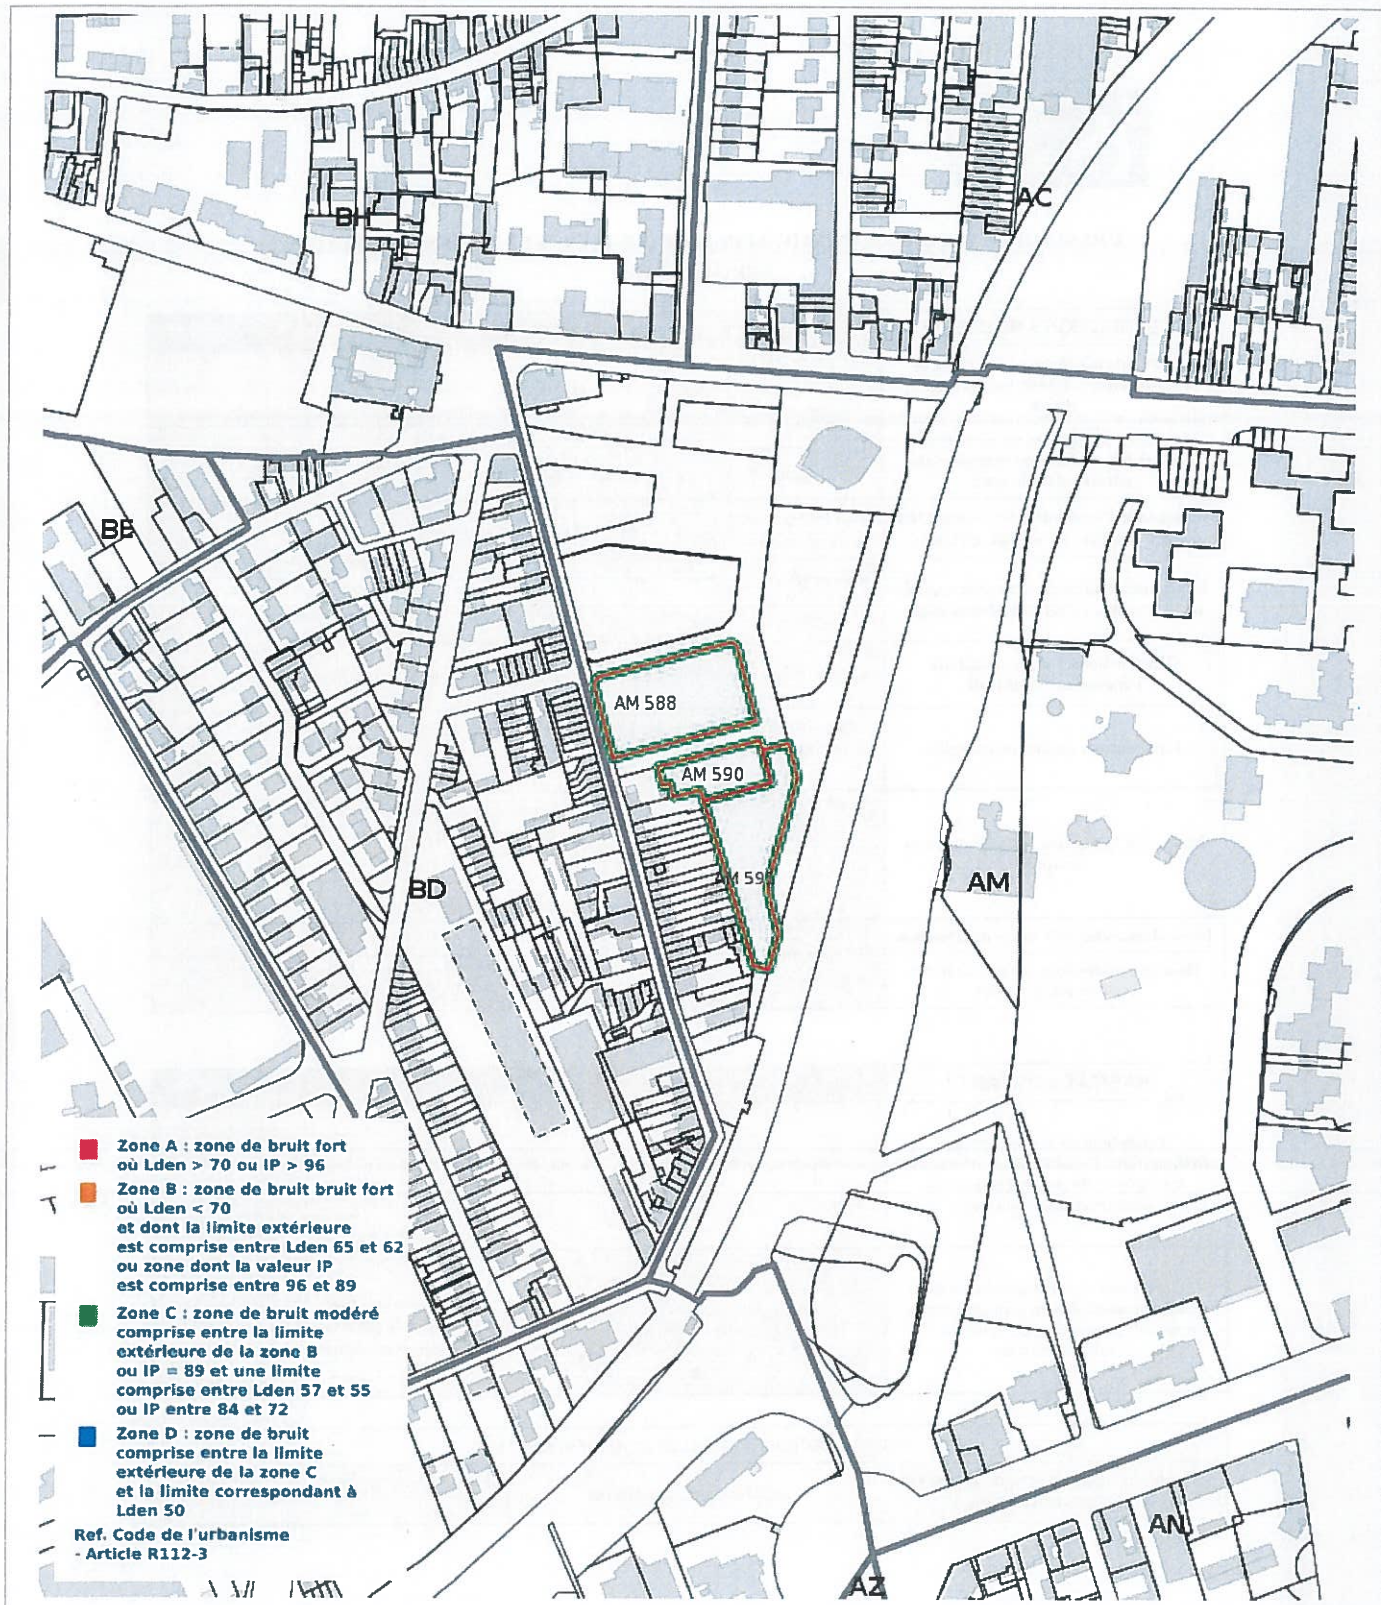 AC
BH
BE
AM 588
AM 590
AM 59
BD
AM
Zone A : zone de bruit fort
où Lden > 70 ou IP > 96
Zone B : zone de bruit bruit fort
où Lden < 70
et dont la limite extérieure
est comprise entre Lden 65 et 62
ou zone dont la valeur IP
est comprise entre 96 et 89
Zone C : zone de bruit modéré
comprise entre la limite
extérieure de la zone B
ou IP = 89 et une limite
comprise entre Lden 57 et 55
ou IP entre 84 et 72
Zone D : zone de bruit
comprise entre la limite
extérieure de la zone C
et la limite correspondant à
Lden 50
Ref. Code de l'urbanisme
- Article R112-3
AN
AZ